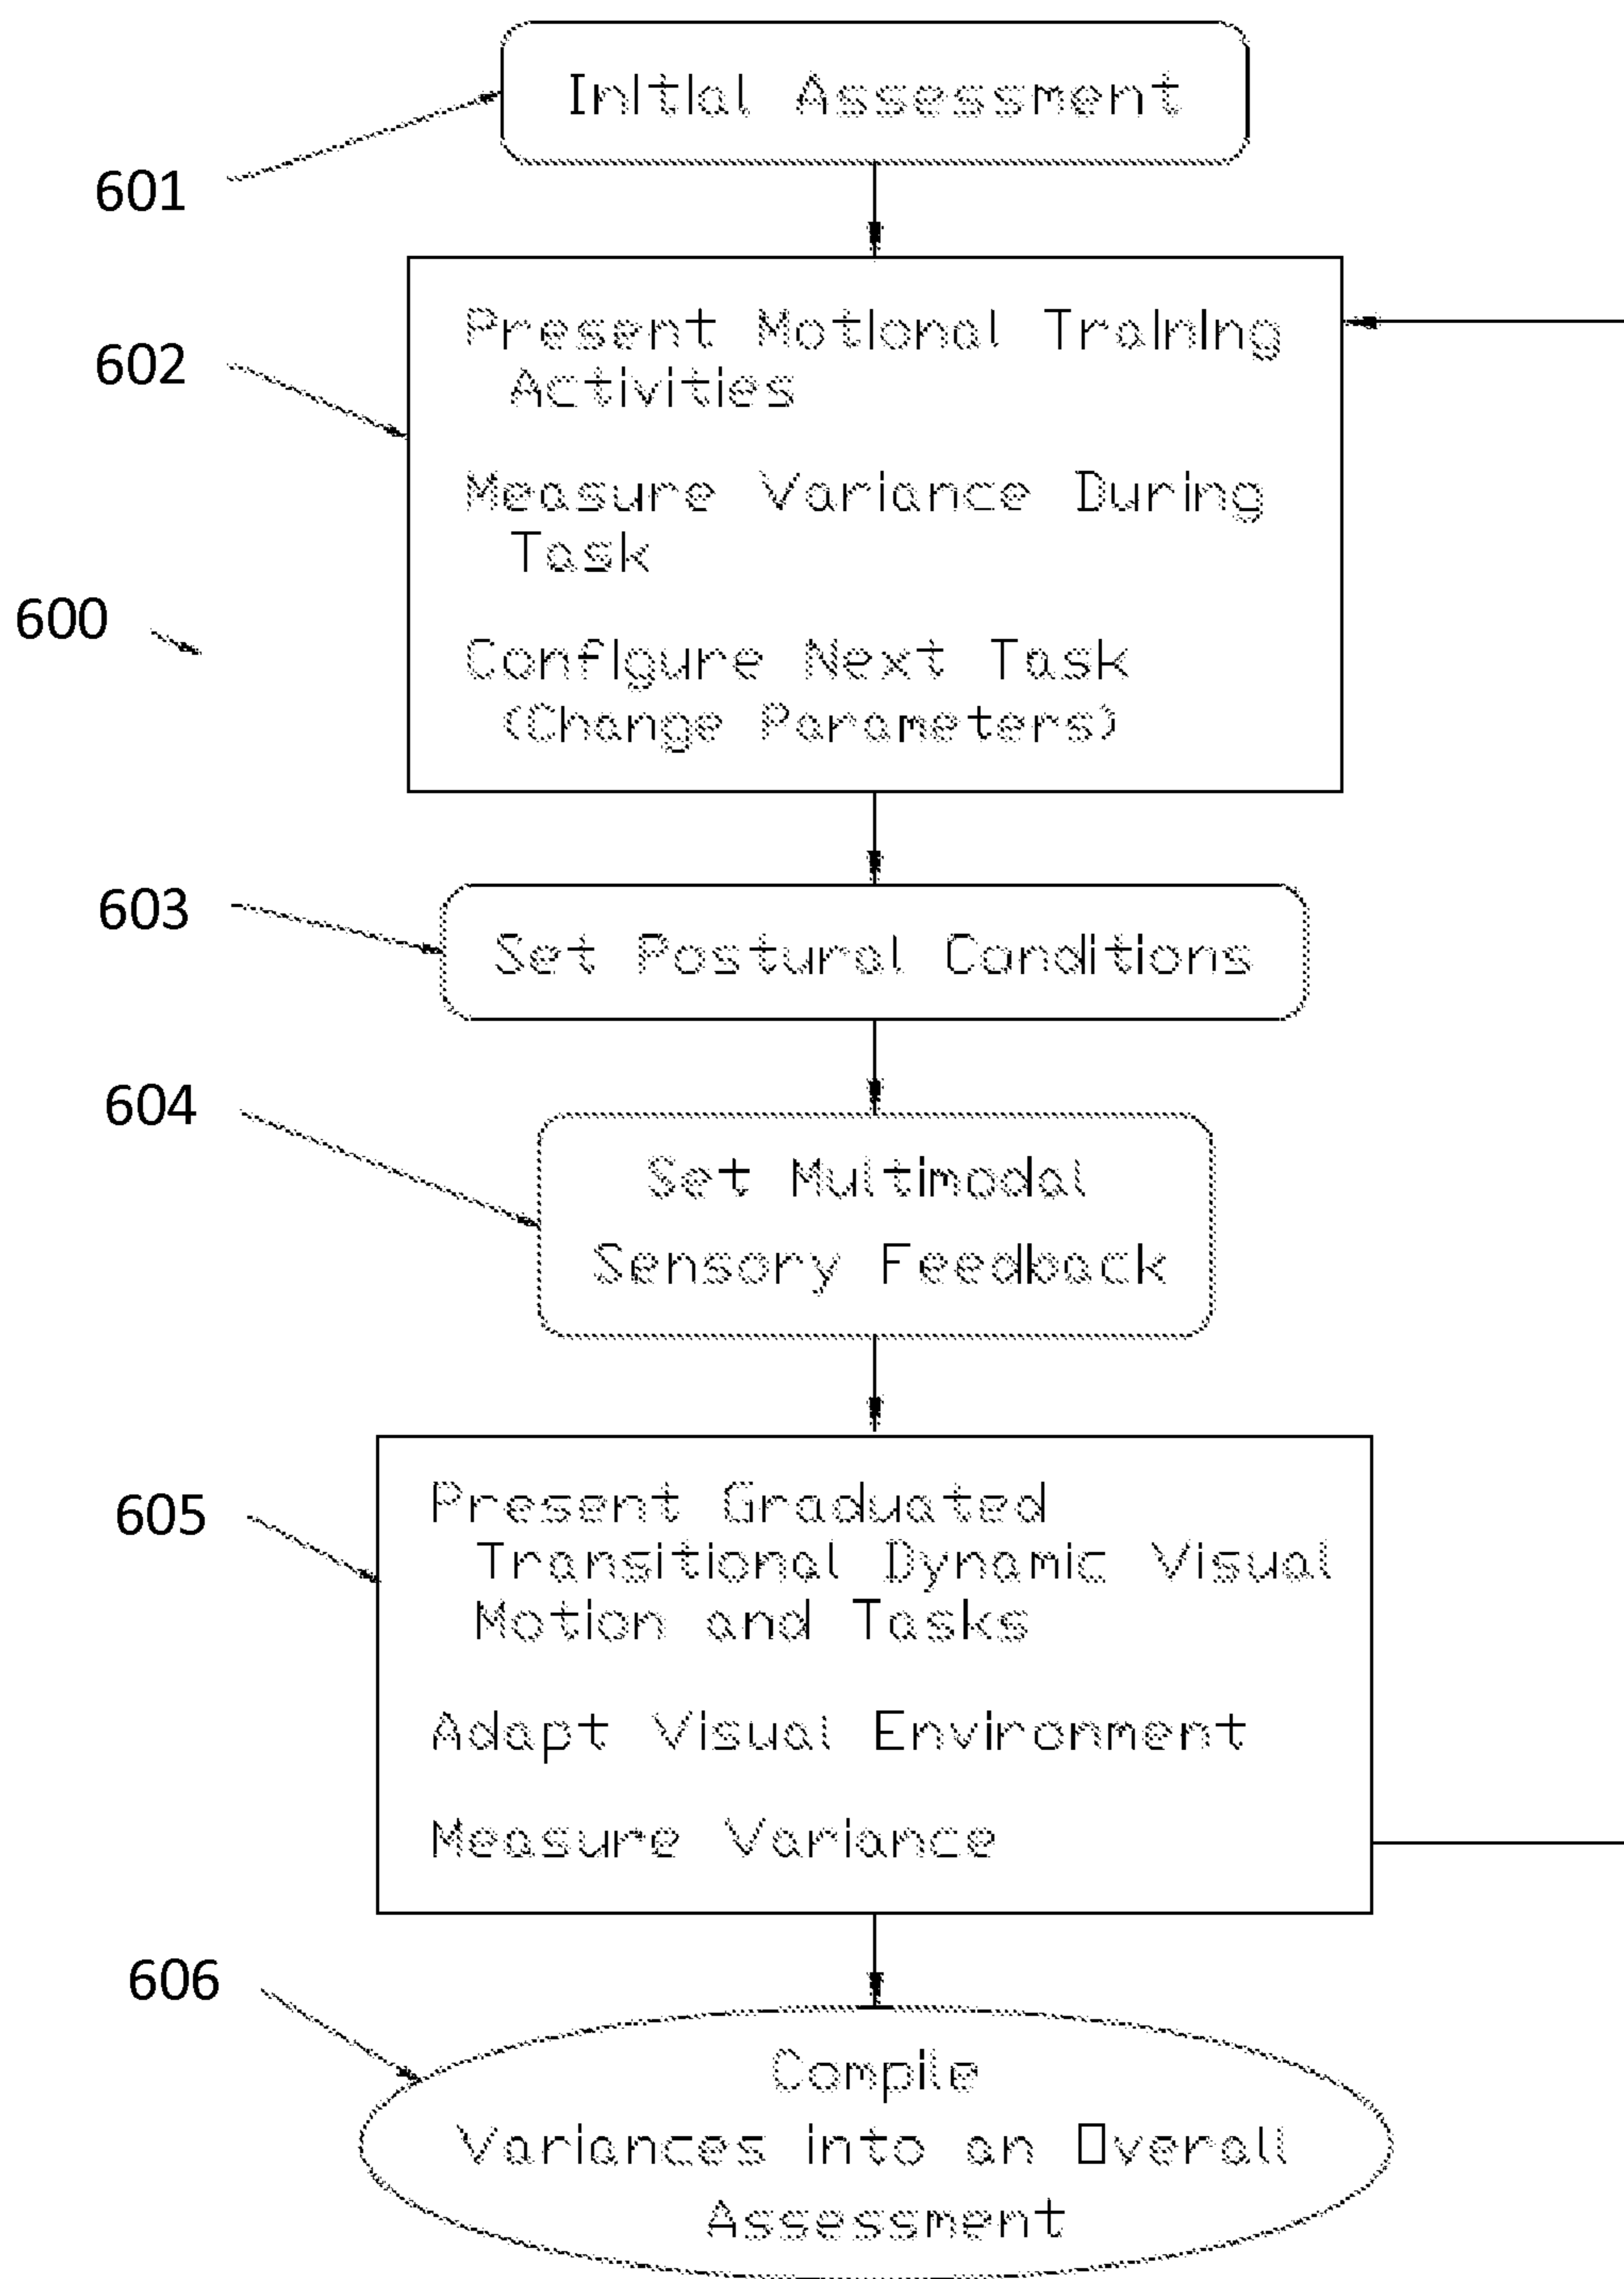 Initial Assessment
601
Present Motional Training
Activities
602
Measure Variance During
Task
600
Configure Next Task
(Change Parameters)
603
Set Postural Conditions
604
Set Multimodal
Sensory Feedback
605
Present Graduated
Transitional Dynamic Visual
Motion and Tasks
Adapt Visual Environment
Measure Variance
606
Compile
Variances into an Overall
Assessment